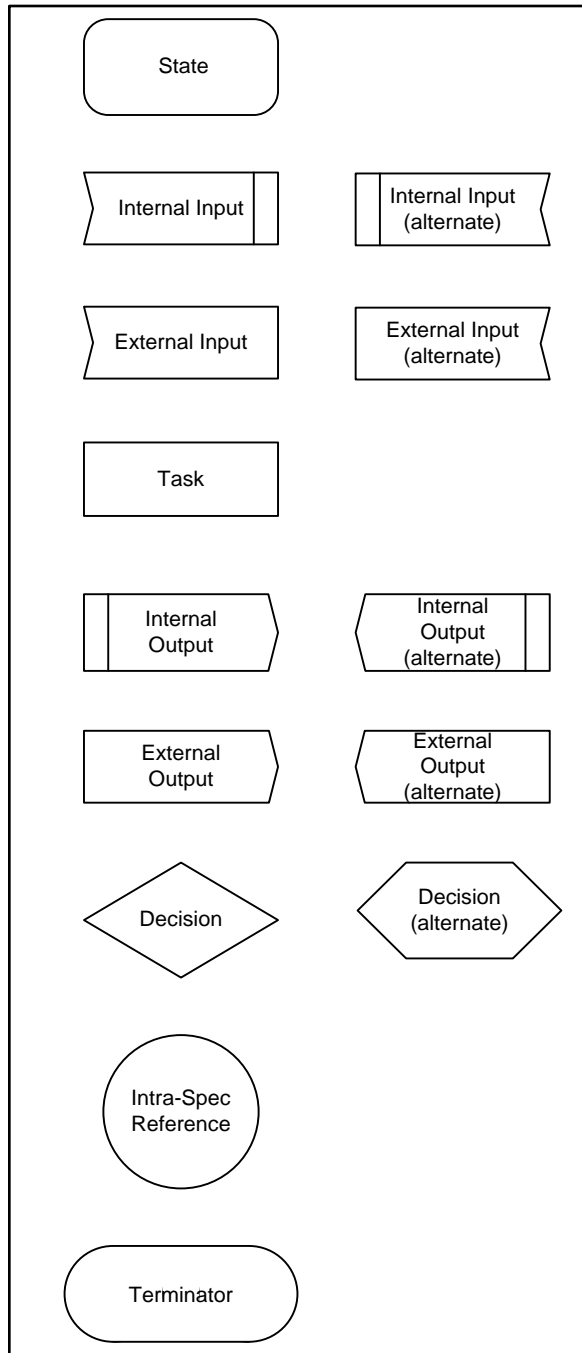 State
Internal Input
Internal Input
(alternate)
External Input
External Input
(alternate)
Task
Internal
Output
Internal
Output
(alternate)
External
Output
External
Output
(alternate)
Decision
Decision
(alternate)
Intra-Spec
Reference
Terminator